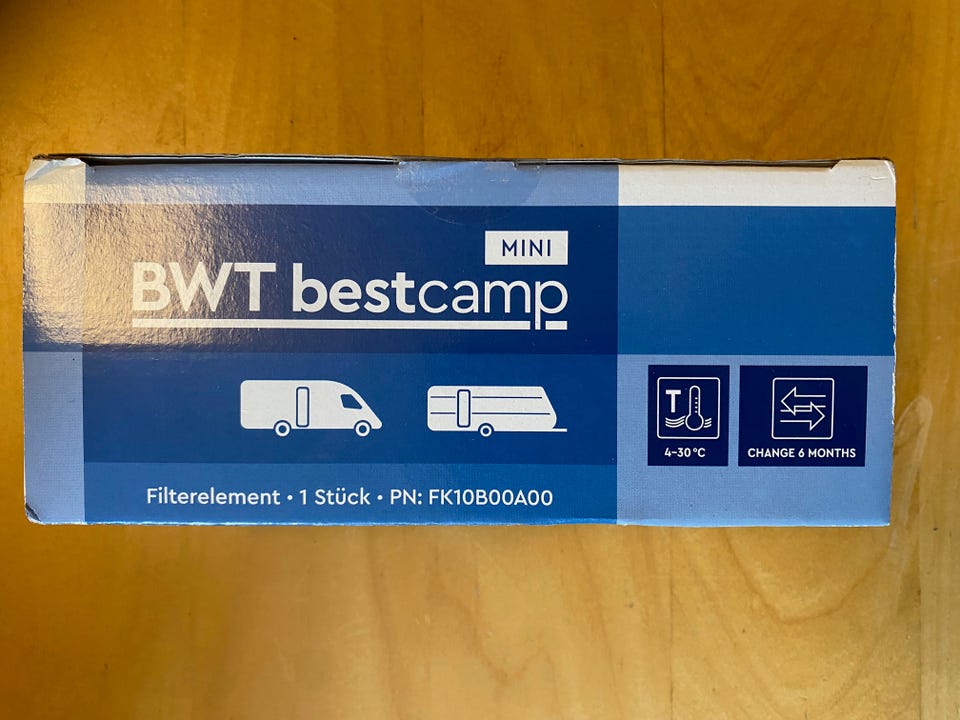 MINI
BWT bestcamp
T
4-30°C
CHANGE 6 MONTHS
Filterelement • 1 Stück • PN: FK10B00A00